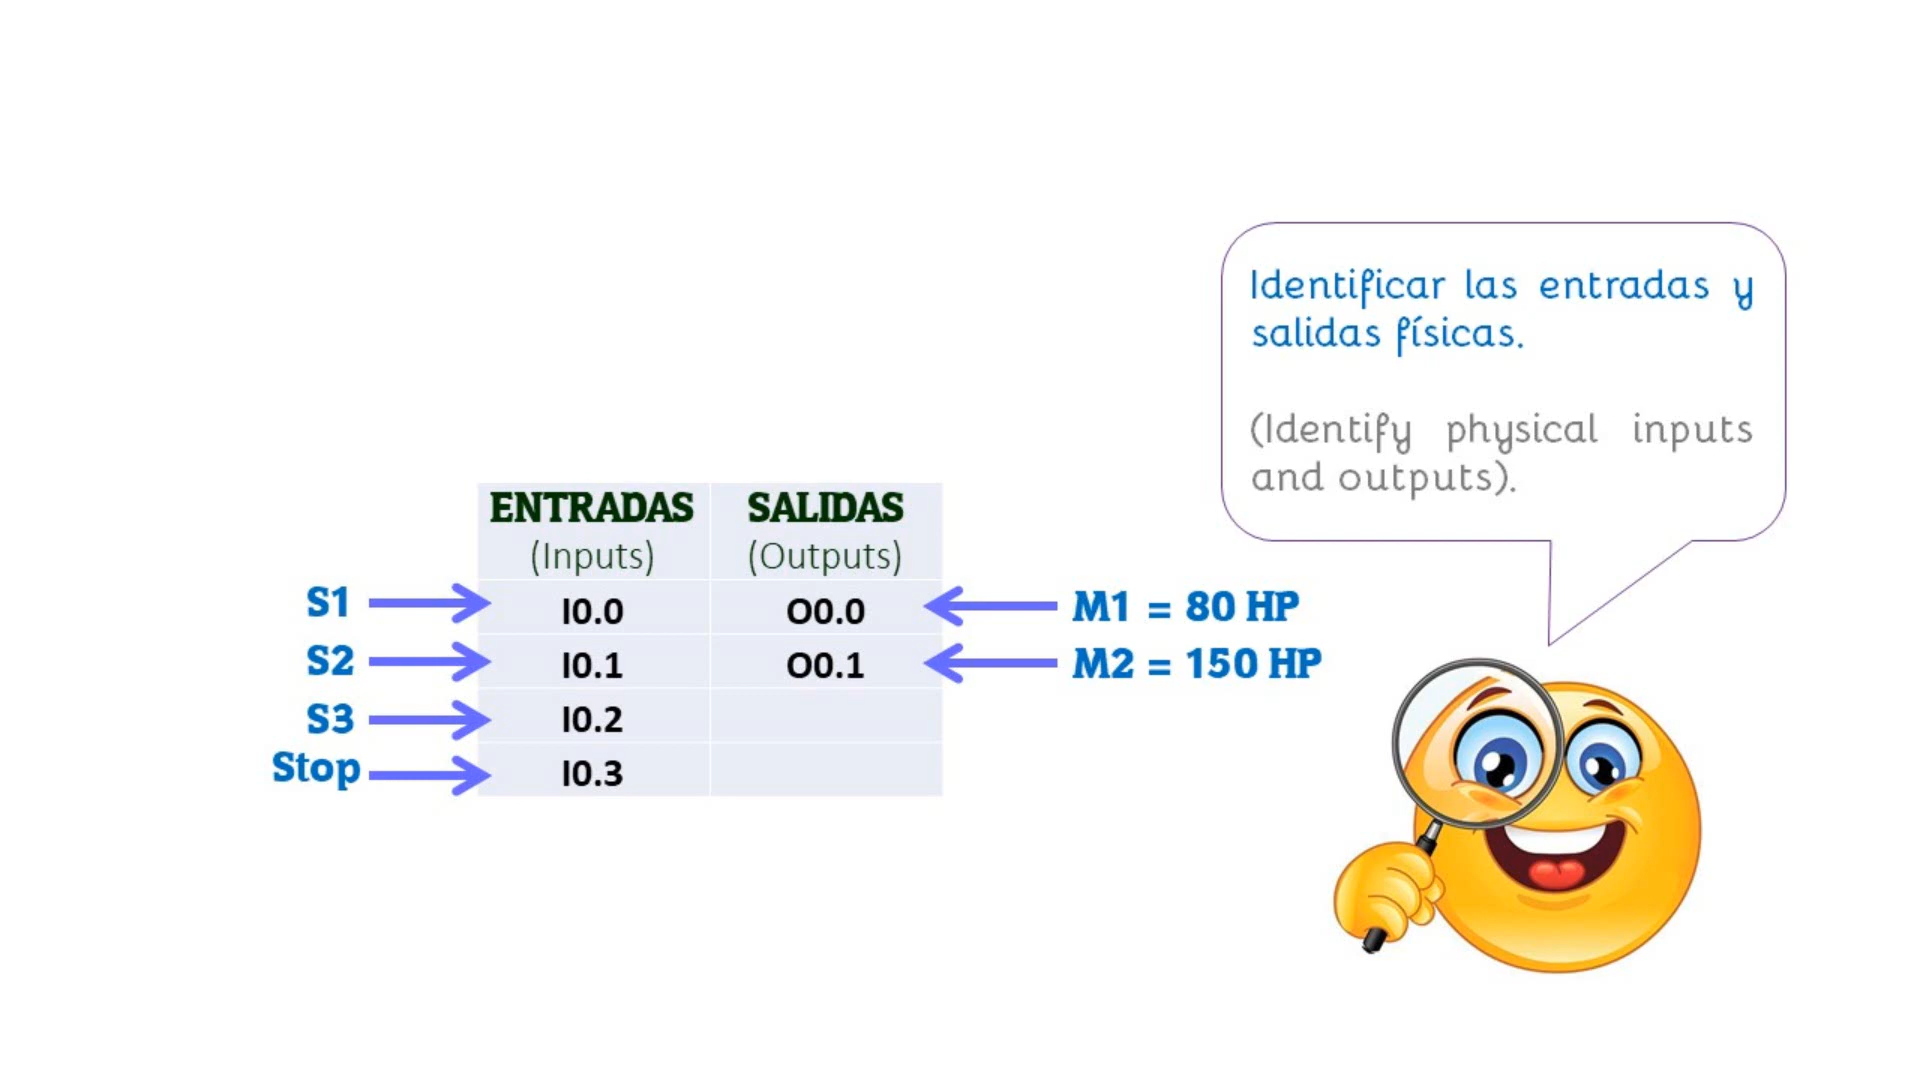 Identificar las entradas y
salidas físicas.
(Identify physical inputs
and outputs).
ENTRADAS SALIDAS
(Inputs) (Outputs)
S1 I0.0 O0.0 M1 = 80 HP
S2 I0.1 O0.1 M2 = 150 HP
S3 I0.2
Stop I0.3